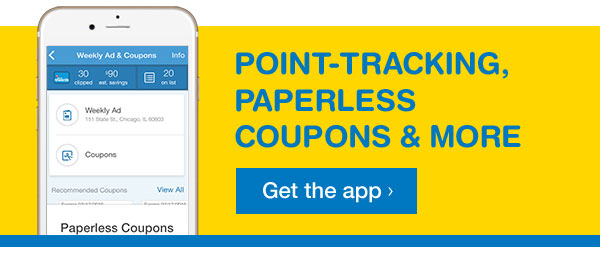 Weekly Ad & Coupons Info
30 $90 20
clipped est. savings on list
Weekly Ad
151 State St., Chicago, IL 60603
Coupons
Recommended Coupons View All
Paperless Coupons
POINT-TRACKING,
PAPERLESS
COUPONS & MORE
Get the app ›